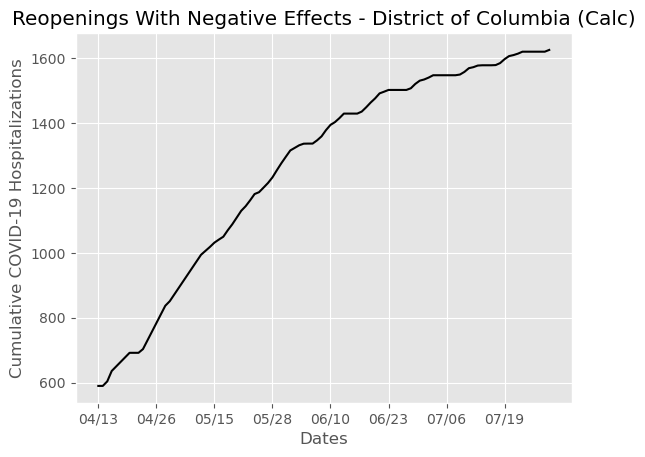 Reopenings With Negative Effects - District of Columbia (Calc)
Cumulative COVID-19 Hospitalizations
1600
1400
1200
1000
800
600
04/13 04/26 05/15 05/28 06/10 06/23 07/06 07/19
Dates